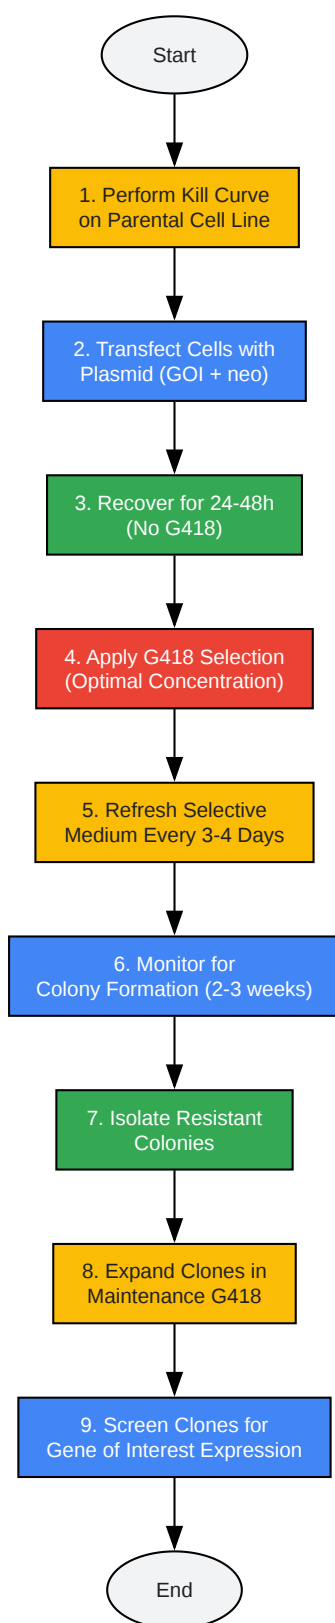 Start
1. Perform Kill Curve
on Parental Cell Line
2. Transfect Cells with
Plasmid (GOI + neo)
3. Recover for 24-48h
(No G418)
4. Apply G418 Selection
(Optimal Concentration)
5. Refresh Selective
Medium Every 3-4 Days
6. Monitor for
Colony Formation (2-3 weeks)
7. Isolate Resistant
Colonies
8. Expand Clones in
Maintenance G418
9. Screen Clones for
Gene of Interest Expression
End